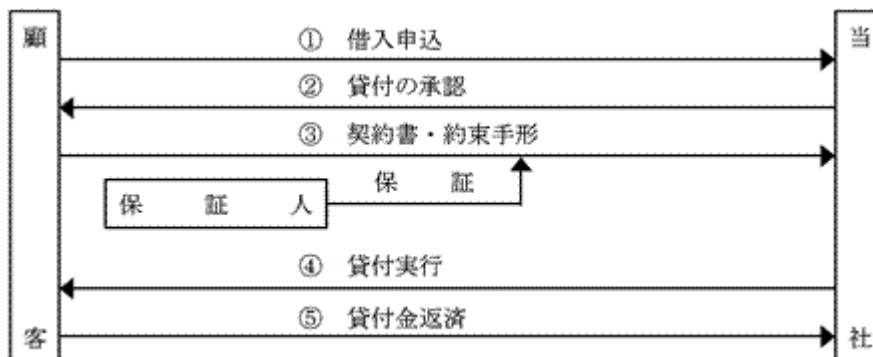 顧客
当社
① 借入申込
② 貸付の承認
③ 契約書・約束手形
保証
保証人
④ 貸付実行
⑤ 貸付金返済